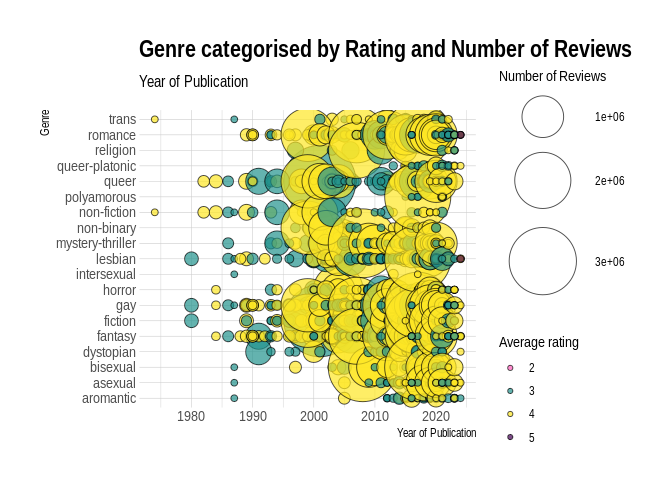 Genre categorised by Rating and Number of Reviews
Year of Publication
Genre
trans
romance
religion
queer-platonic
queer
polyamorous
non-fiction
non-binary
mystery-thriller
lesbian
intersexual
horror
gay
fiction
fantasy
dystopian
bisexual
asexual
aromantic
1980 1990 2000 2010 2020
Year of Publication
Number of Reviews
1e+06
2e+06
3e+06
Average rating
2
3
4
5